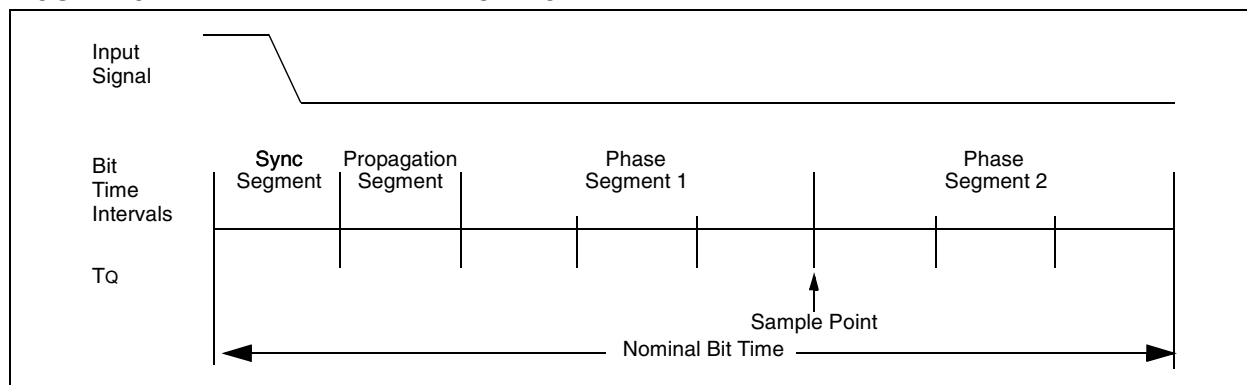 Input
Signal
Bit
Time
Intervals
Sync
Segment
Propagation
Segment
Phase
Segment 1
Phase
Segment 2
TQ
Sample Point
Nominal Bit Time